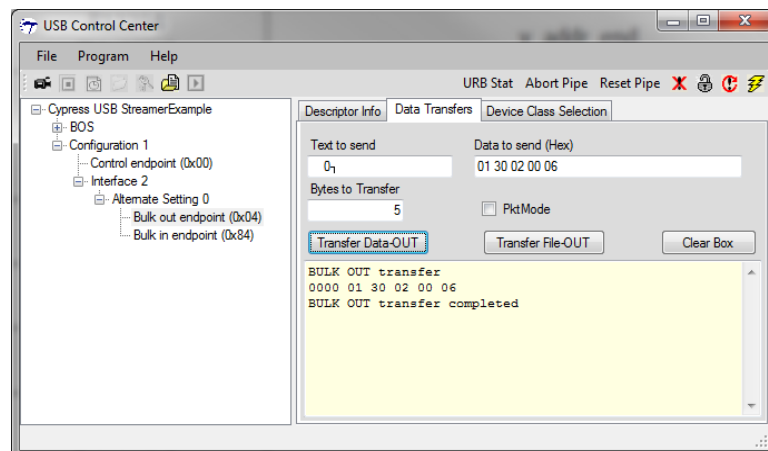 USB Control Center
File Program Help
URB Stat Abort Pipe Reset Pipe
Cypress USB StreamerExample
BOS
Configuration 1
Control endpoint (0x00)
Interface 2
Alternate Setting 0
Bulk out endpoint (0x04)
Bulk in endpoint (0x84)
Descriptor Info Data Transfers Device Class Selection
Text to send Data to send (Hex)
01 30 02 00 06
Bytes to Transfer
5 PktMode
Transfer Data-OUT Transfer File-OUT Clear Box
BULK OUT transfer
0000 01 30 02 00 06
BULK OUT transfer completed